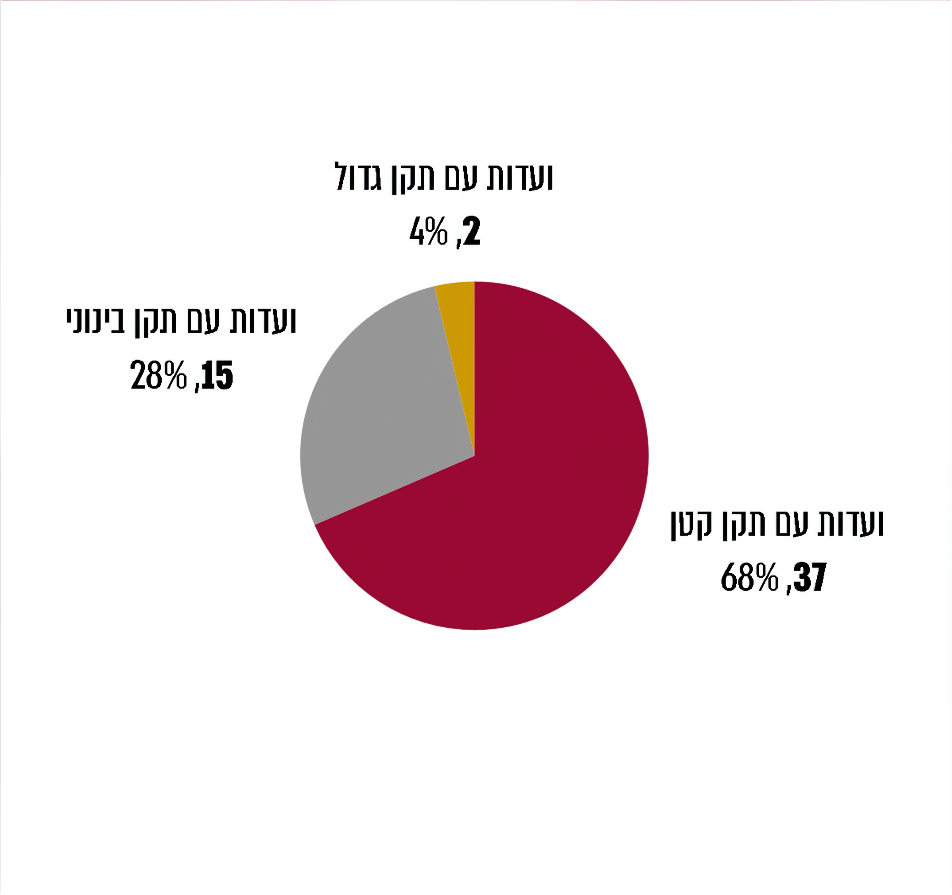 ועדות עם תקן גדול
2, 4%
ועדות עם תקן בינוני
15, 28%
ועדות עם תקן קטן
37, 68%